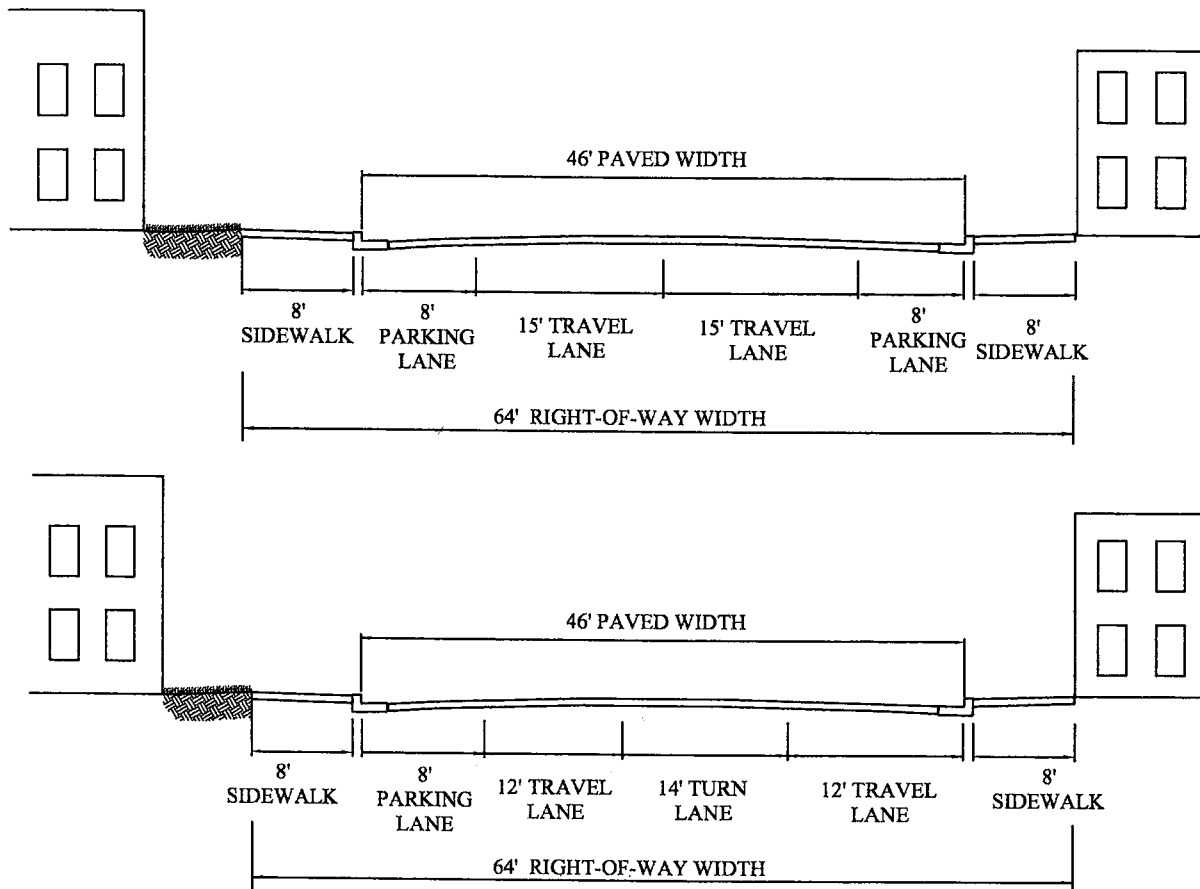 46' PAVED WIDTH
8'
SIDEWALK
8'
PARKING
LANE
15' TRAVEL
LANE
15' TRAVEL
LANE
8'
PARKING
LANE
8'
SIDEWALK
64' RIGHT-OF-WAY WIDTH
46' PAVED WIDTH
8'
SIDEWALK
8'
PARKING
LANE
12' TRAVEL
LANE
14' TURN
LANE
12' TRAVEL
LANE
8'
SIDEWALK
64' RIGHT-OF-WAY WIDTH